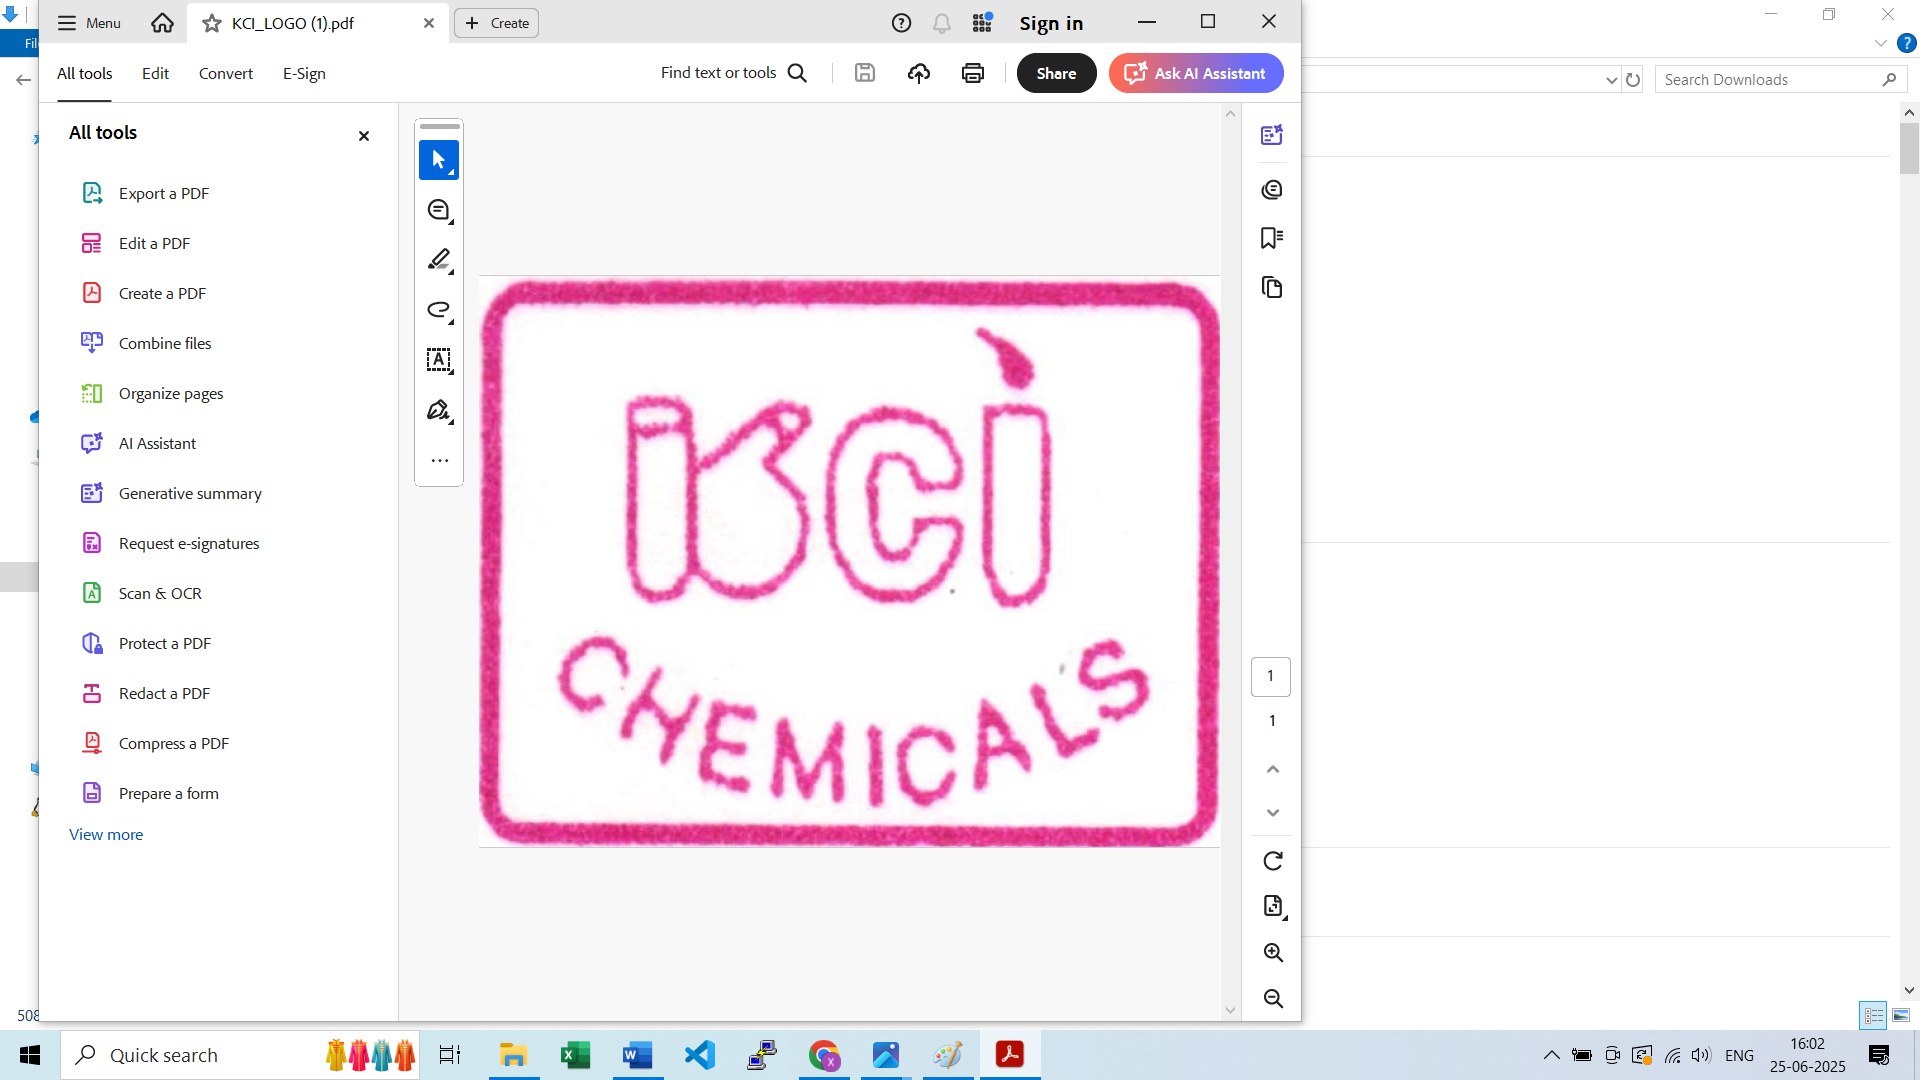 Menu
KCI_LOGO (1).pdf
Create
Sign in
All tools
Edit
Convert
E-Sign
Find text or tools
Share
Ask AI Assistant
Search Downloads
All tools
Export a PDF
Edit a PDF
Create a PDF
Combine files
Organize pages
AI Assistant
Generative summary
Request e-signatures
Scan & OCR
Protect a PDF
Redact a PDF
Compress a PDF
Prepare a form
View more
KCi
CHEMICALS
1
1
508
Quick search
ENG
16:02
25-06-2025